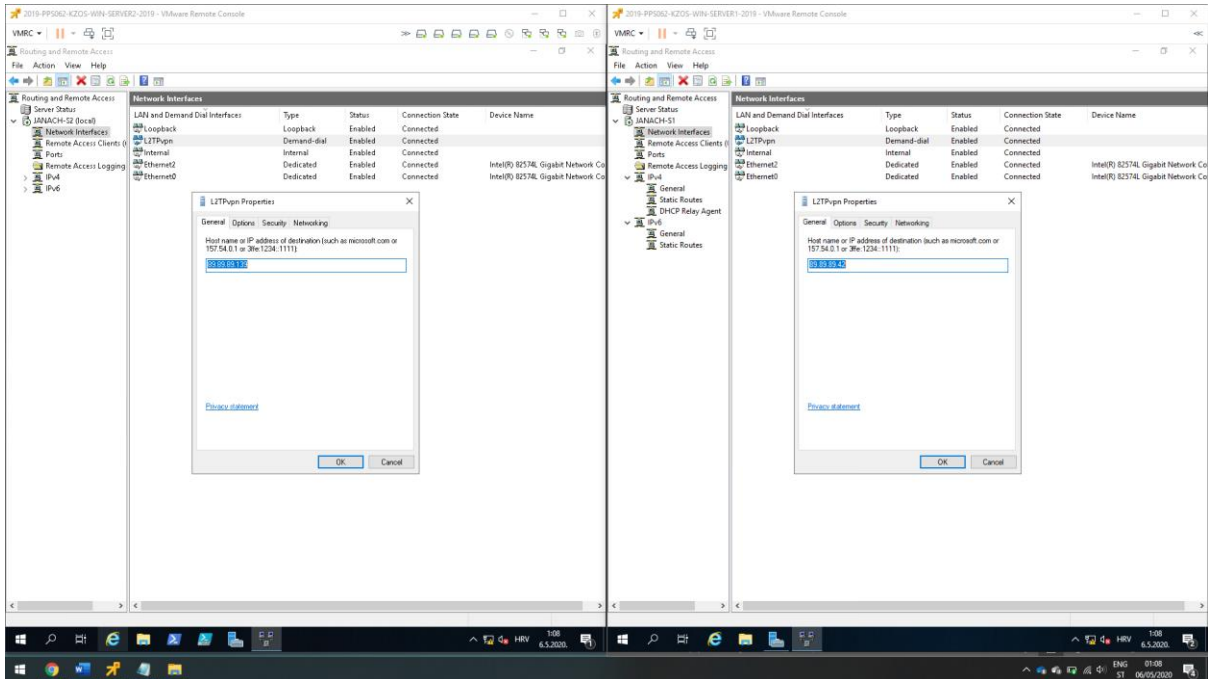 2019-PPS062-KZOS-WIN-SERVER2-2019 - VMware Remote Console
VMRC
Routing and Remote Access
File Action View Help
Routing and Remote Access
Server Status
JANACH-S2 (local)
Network Interfaces
Remote Access Clients (
Ports
Remote Access Logging
IPv4
IPv6
Network Interfaces
LAN and Demand Dial Interfaces Type Status Connection State Device Name
Loopback Loopback Enabled Connected
L2TPvpn Demand-dial Enabled Connected
Internal Internal Enabled Connected
Ethernet2 Dedicated Enabled Connected Intel(R) 82574L Gigabit Network Co
Ethernet0 Dedicated Enabled Connected Intel(R) 82574L Gigabit Network Co
L2TPvpn Properties
General Options Security Networking
Host name or IP address of destination (such as microsoft.com or
157.54.0.1 or 3ffe:1234::1111):
89.89.89.139
Privacy statement
OK Cancel
HRV
1:08
6.5.2020.
2019-PPS062-KZOS-WIN-SERVER1-2019 - VMware Remote Console
VMRC
Routing and Remote Access
File Action View Help
Routing and Remote Access
Server Status
JANACH-S1
Network Interfaces
Remote Access Clients (
Ports
Remote Access Logging
IPv4
General
Static Routes
DHCP Relay Agent
IPv6
General
Static Routes
Network Interfaces
LAN and Demand Dial Interfaces Type Status Connection State Device Name
Loopback Loopback Enabled Connected
L2TPvpn Demand-dial Enabled Connected
Internal Internal Enabled Connected
Ethernet2 Dedicated Enabled Connected Intel(R) 82574L Gigabit Network Co
Ethernet0 Dedicated Enabled Connected Intel(R) 82574L Gigabit Network Co
L2TPvpn Properties
General Options Security Networking
Host name or IP address of destination (such as microsoft.com or
157.54.0.1 or 3ffe:1234::1111):
89.89.89.42
Privacy statement
OK Cancel
HRV
1:08
6.5.2020.
ENG 01:08
ST 06/05/2020